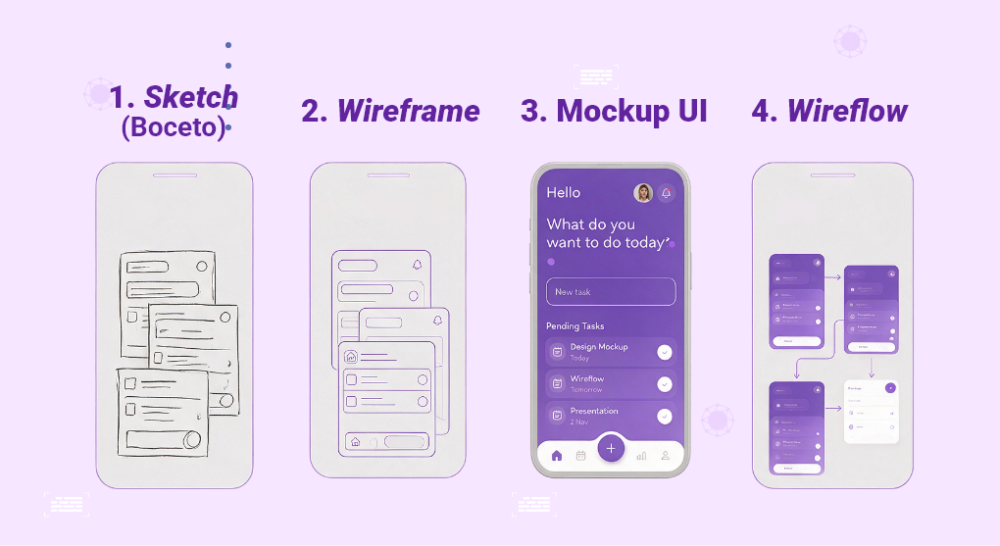 1. Sketch
(Boceto)
2. Wireframe
3. Mockup UI
4. Wireflow
Hello
What do you
want to do today?
New task
Pending Tasks
Design Mockup
Today
Wireflow
Tomorrow
Presentation
2 Nov